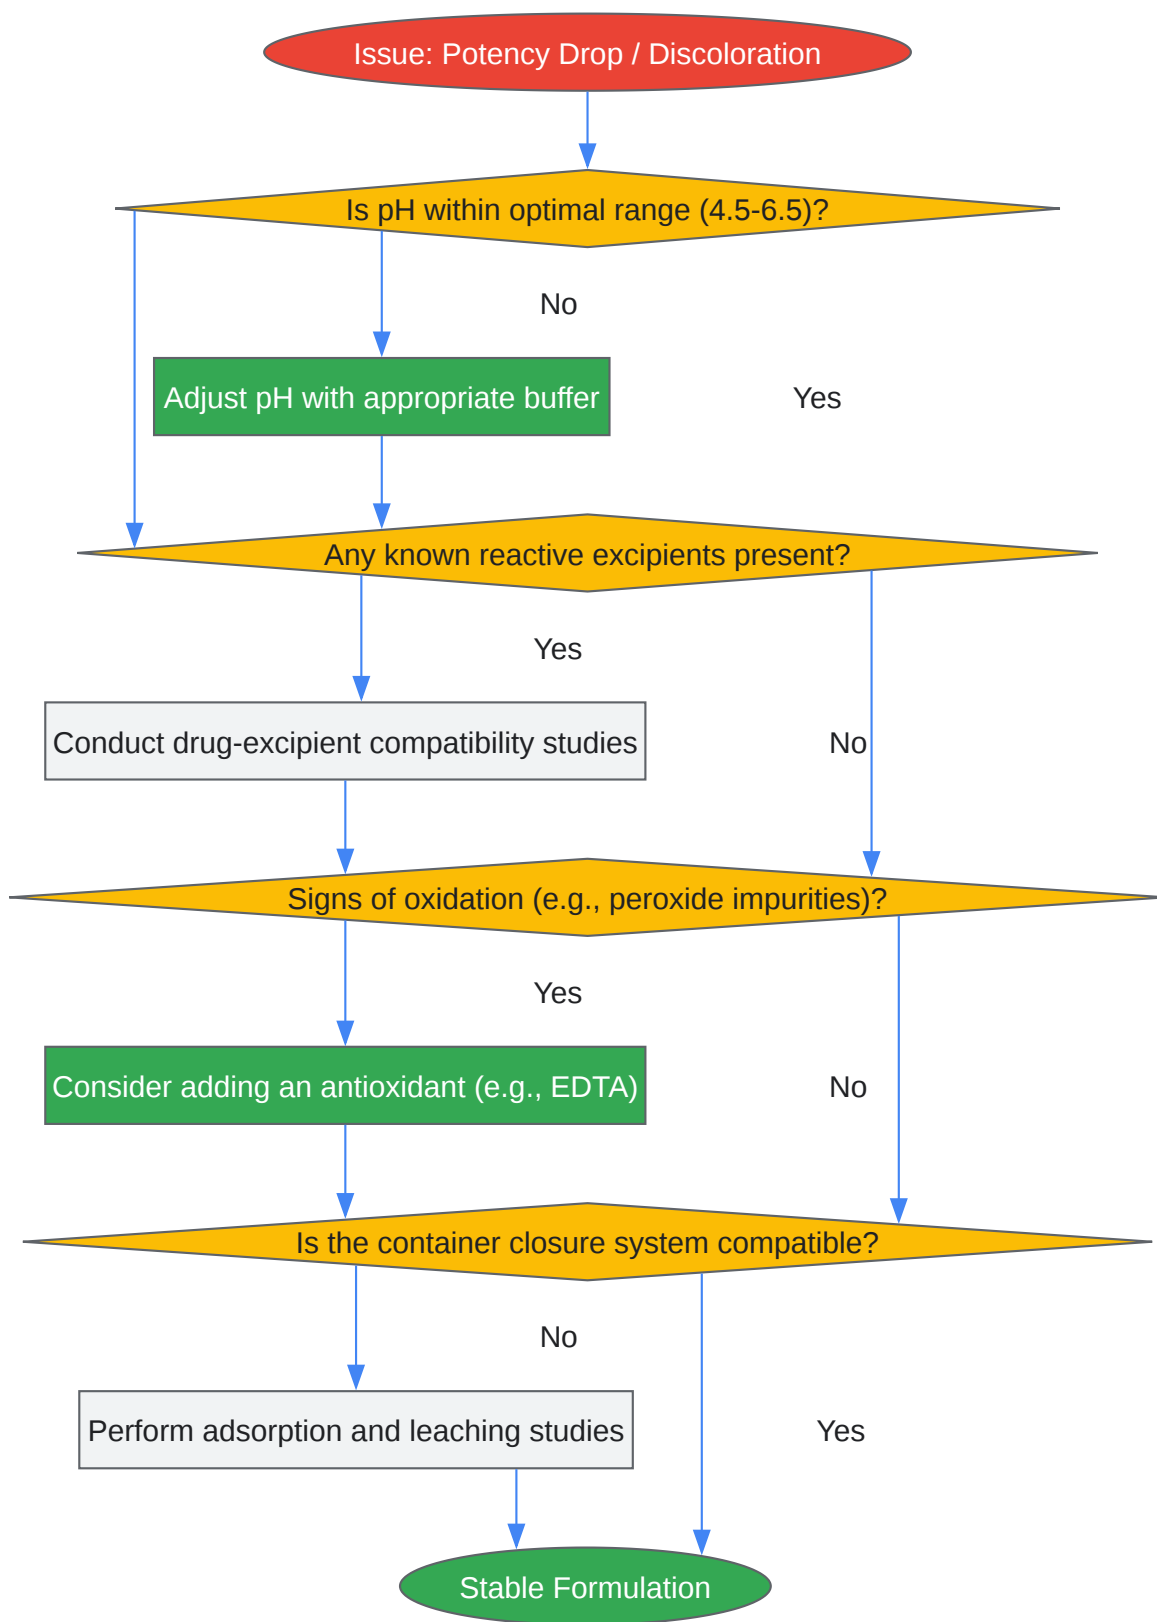 Issue: Potency Drop / Discoloration
Is pH within optimal range (4.5-6.5)?
No
Adjust pH with appropriate buffer
Yes
Any known reactive excipients present?
Yes
Conduct drug-excipient compatibility studies
No
Signs of oxidation (e.g., peroxide impurities)?
Yes
Consider adding an antioxidant (e.g., EDTA)
No
Is the container closure system compatible?
No
Perform adsorption and leaching studies
Yes
Stable Formulation